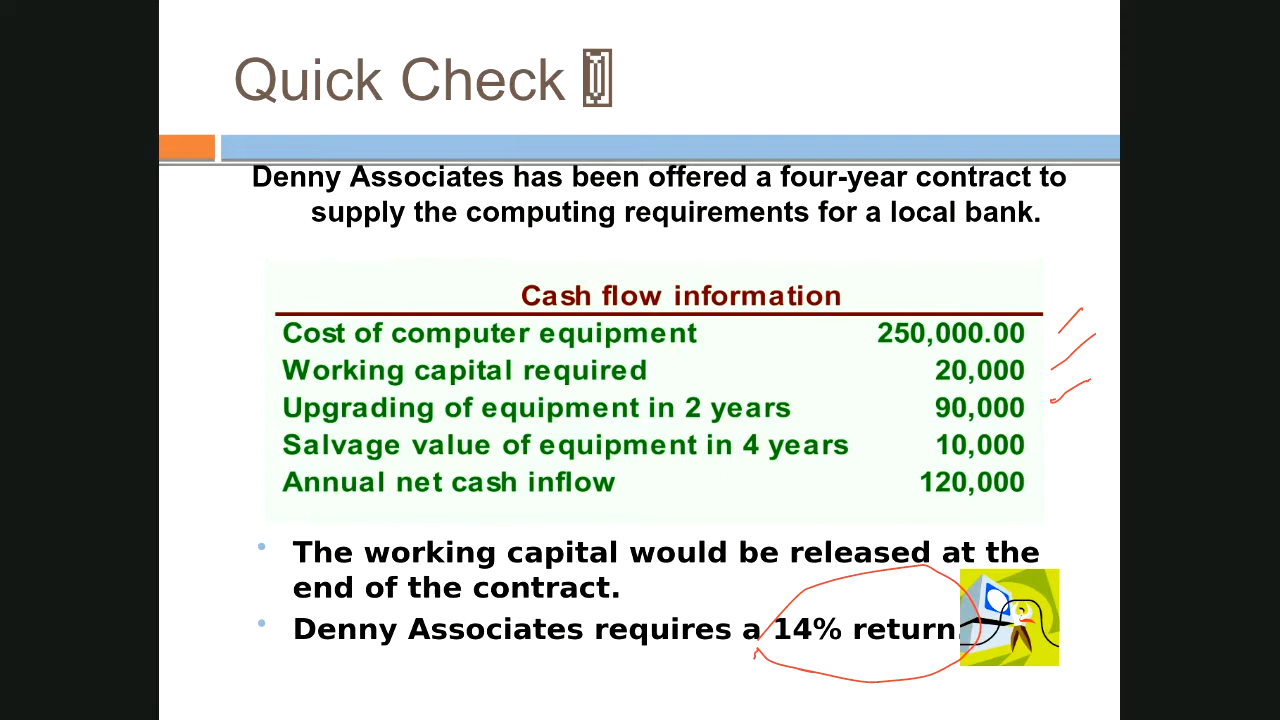 Quick Check
Denny Associates has been offered a four-year contract to
supply the computing requirements for a local bank.
Cash flow information
Cost of computer equipment 250,000.00
Working capital required 20,000
Upgrading of equipment in 2 years 90,000
Salvage value of equipment in 4 years 10,000
Annual net cash inflow 120,000
• The working capital would be released at the
end of the contract.
• Denny Associates requires a 14% return.